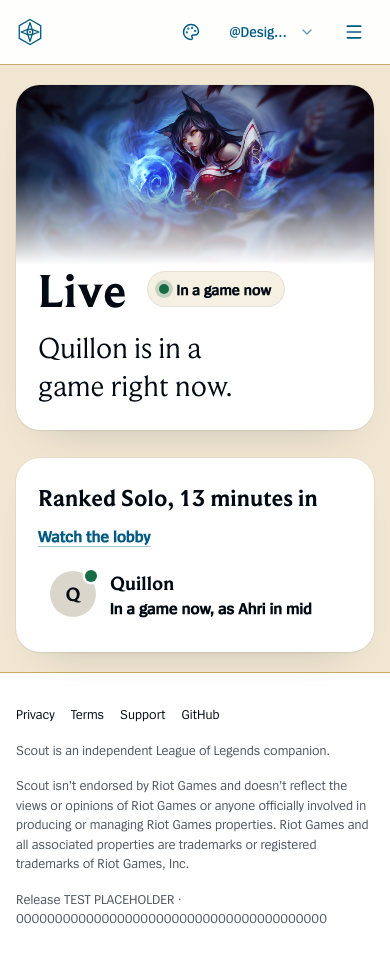 @Desig...
Live
In a game now
Quillon is in a
game right now.
Ranked Solo, 13 minutes in
Watch the lobby
Q
Quillon
In a game now, as Ahri in mid
Privacy Terms Support GitHub
Scout is an independent League of Legends companion.
Scout isn't endorsed by Riot Games and doesn't reflect the
views or opinions of Riot Games or anyone officially involved in
producing or managing Riot Games properties. Riot Games and
all associated properties are trademarks or registered
trademarks of Riot Games, Inc.
Release TEST PLACEHOLDER ·
0000000000000000000000000000000000000000